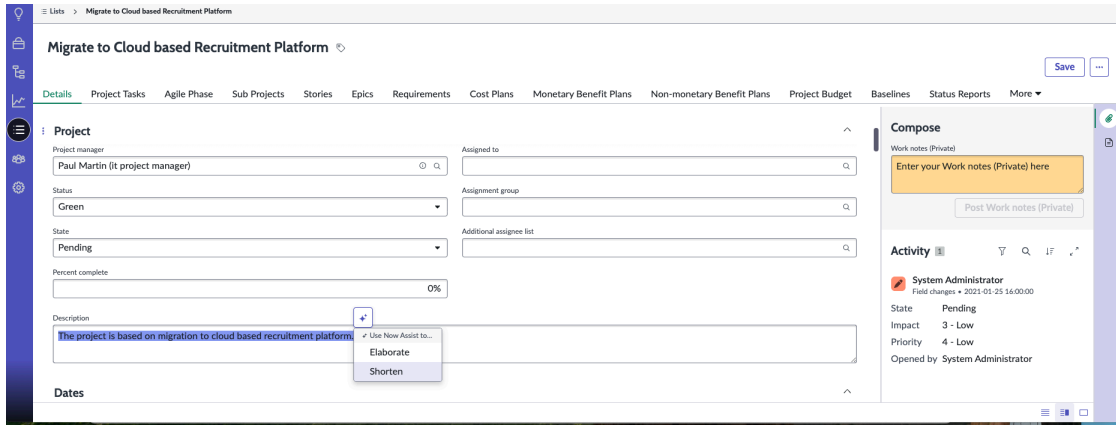 Lists > Migrate to Cloud based Recruitment Platform
Migrate to Cloud based Recruitment Platform
Save
Details Project Tasks Agile Phase Sub Projects Stories Epics Requirements Cost Plans Monetary Benefit Plans Non-monetary Benefit Plans Project Budget Baselines Status Reports More
Project
Project manager
Paul Martin (it project manager)
Status
Green
State
Pending
Percent complete
0%
Assigned to
Assignment group
Additional assignee list
Description
The project is based on migration to cloud based recruitment platform.
Use Now Assist to...
Elaborate
Shorten
Dates
Compose
Work notes (Private)
Enter your Work notes (Private) here
Post Work notes (Private)
Activity 1
System Administrator
Field changes • 2021-01-25 16:00:00
State Pending
Impact 3 - Low
Priority 4 - Low
Opened by System Administrator